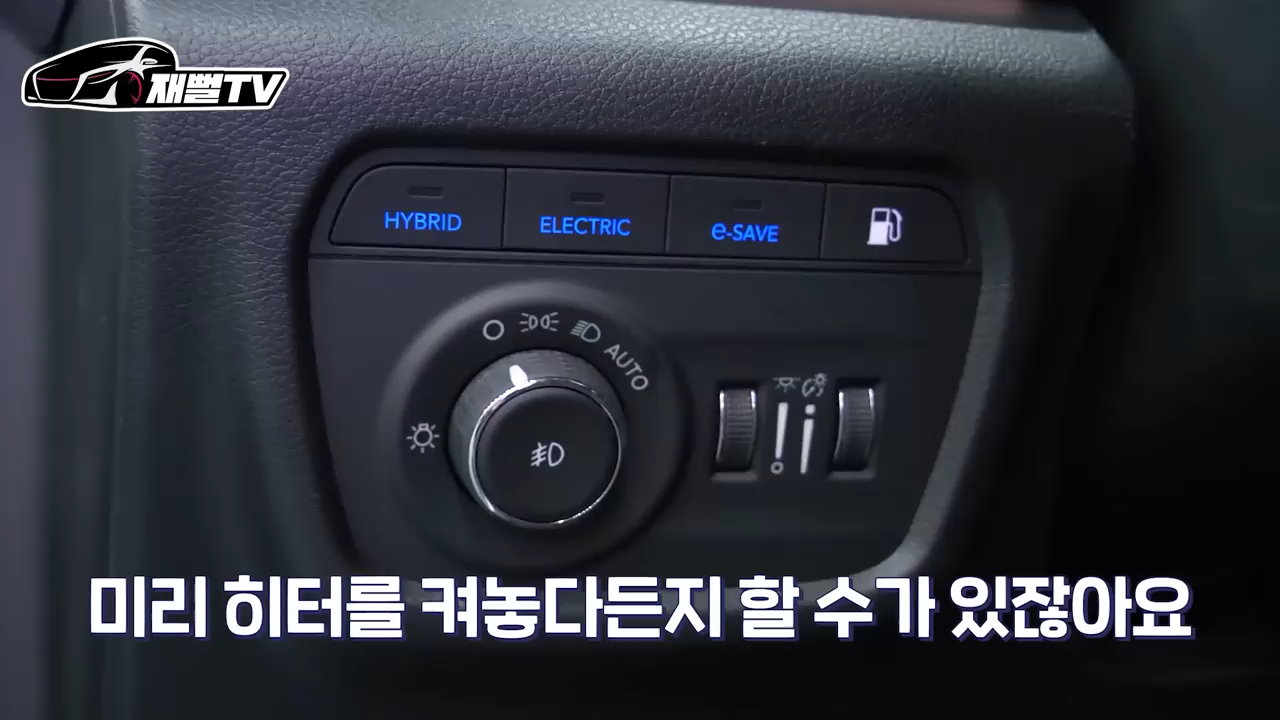 재뻘TV
HYBRID
ELECTRIC
e-SAVE
AUTO
미리 히터를 켜놓다든지 할 수가 있잖아요